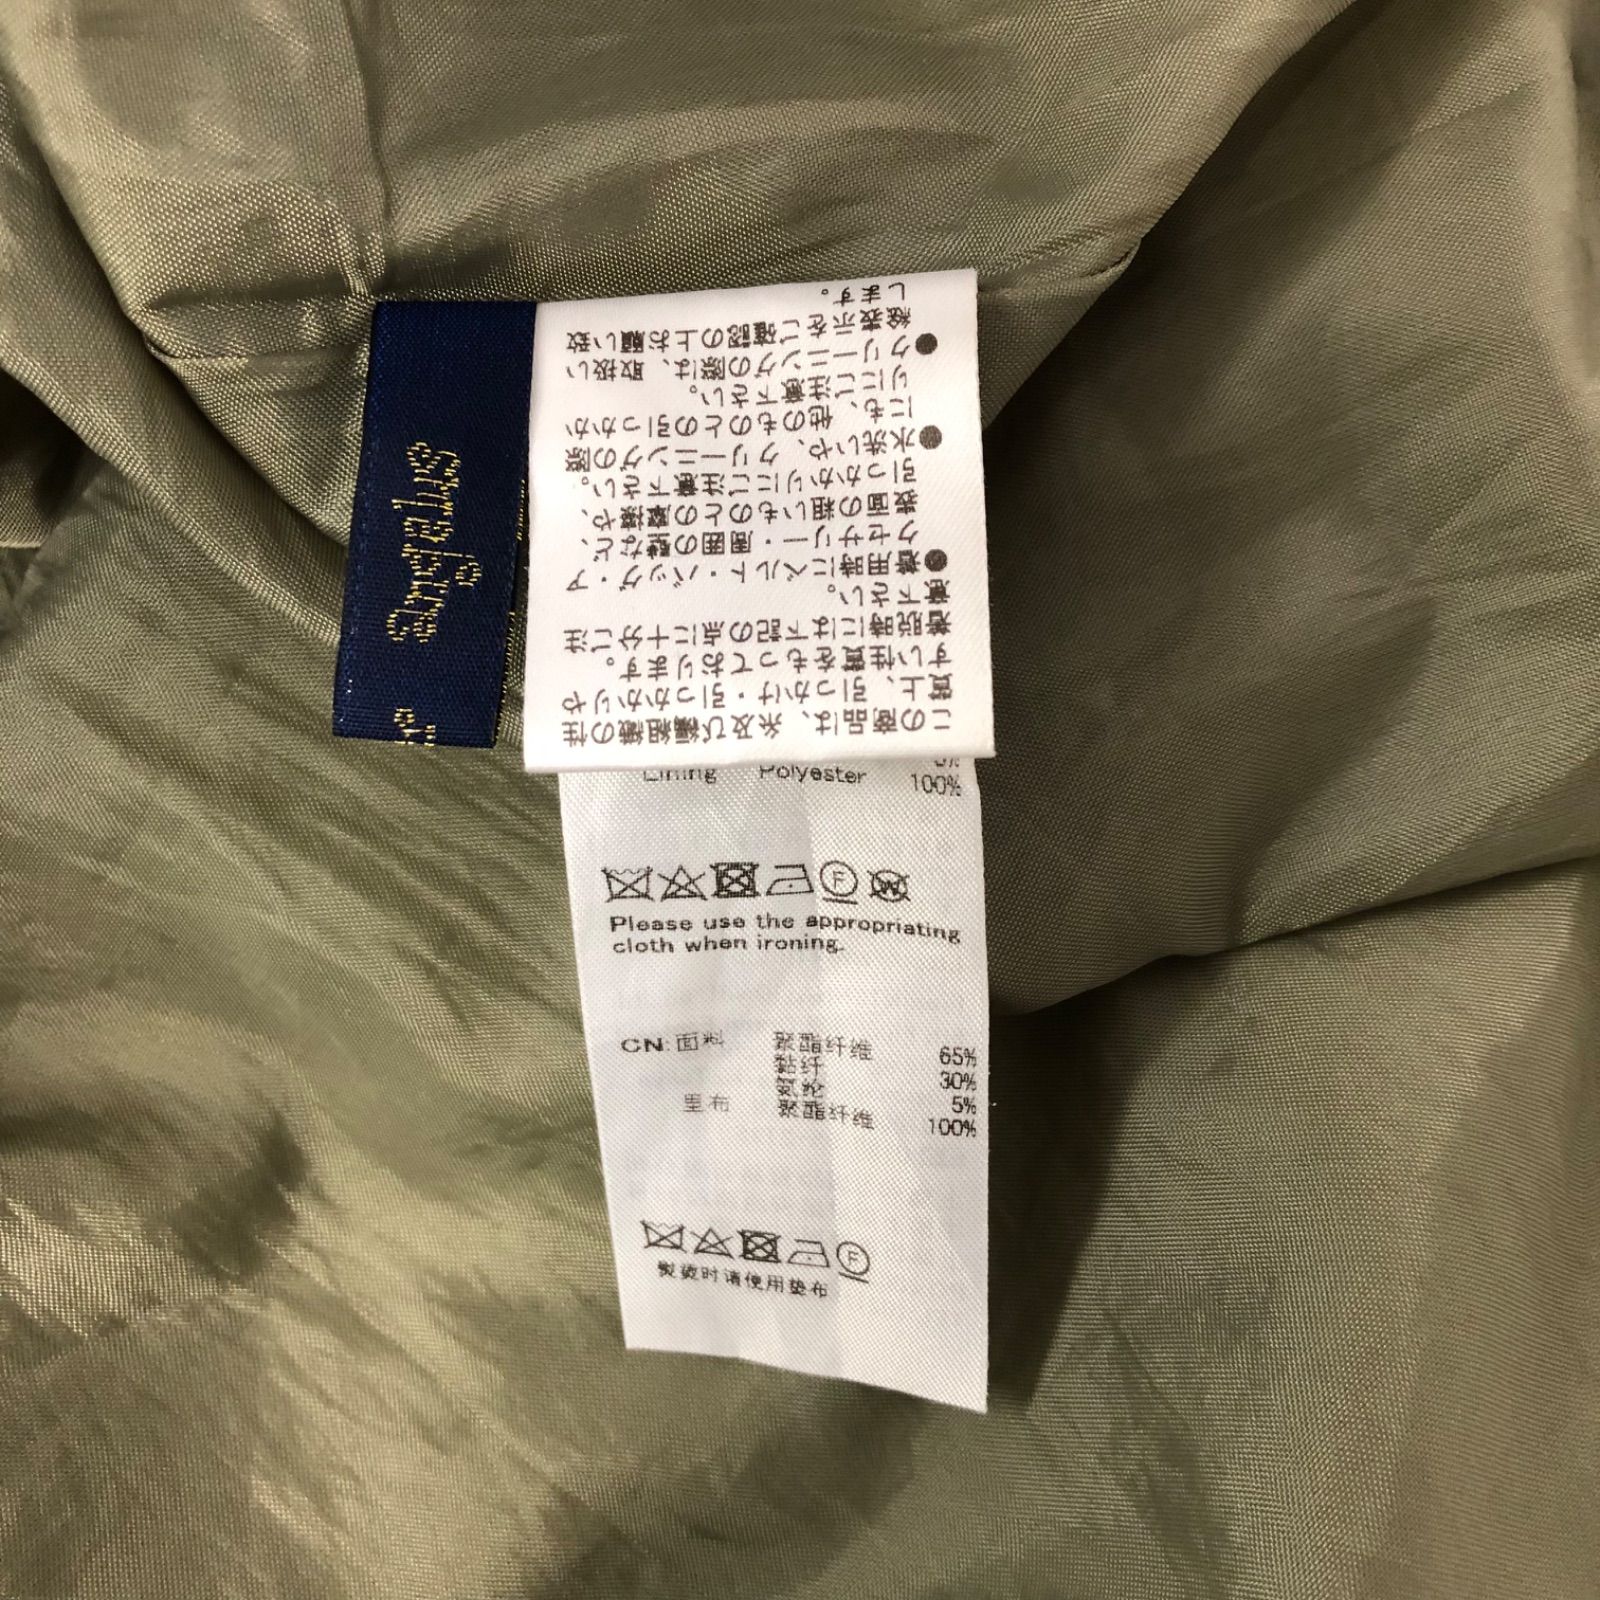 angelus
この商品は、糸及び編組織の性
質上、引っかけ・引っかかりや
すい性質をもっております。
着脱時には下記の点に十分ご注
意下さい。
●着用時にベルト・バッグ・ア
クセサリー・周囲の壁など、
表面の粗いものとの摩擦や、
引っかかりにご注意下さい。
●水洗いや、クリーニングの際
にも、他のものとの引っかか
りにご注意下さい。
●クリーニングの際は、取扱い
絵表示をご確認の上お願い致
します。
Lining Polyester 100%
F W
Please use the appropriating
cloth when ironing.
CN:面料 聚酯纤维 65%
黏纤 30%
氨纶 5%
里布 聚酯纤维 100%
F
熨烫时请使用垫布